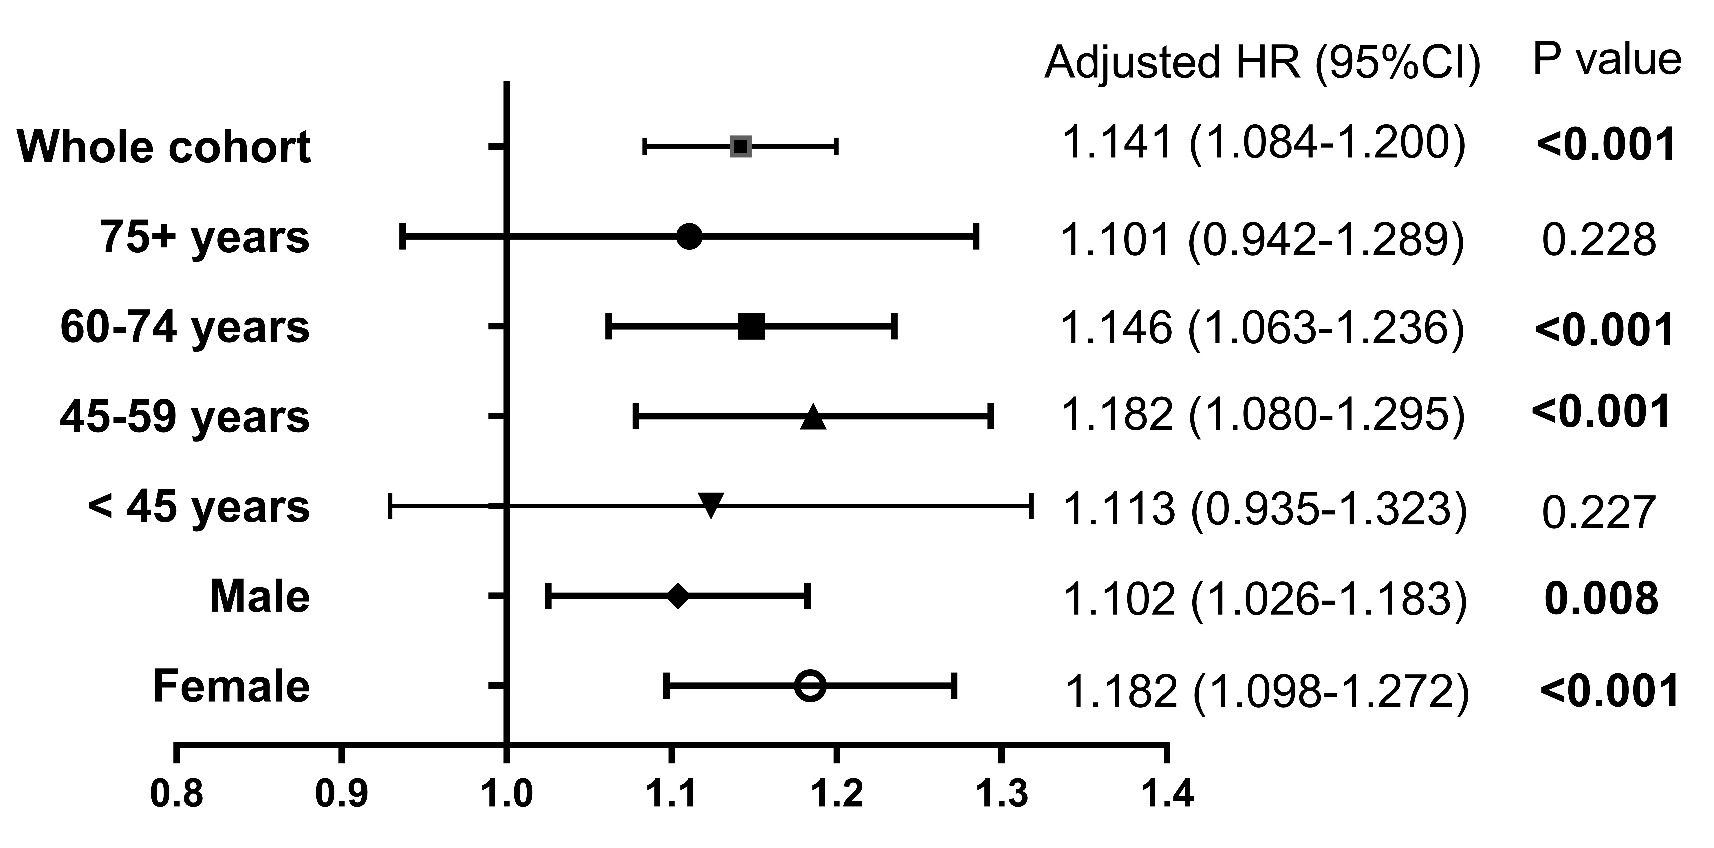 Adjusted HR (95%CI) P value
Whole cohort 1.141 (1.084-1.200) <0.001
75+ years 1.101 (0.942-1.289) 0.228
60-74 years 1.146 (1.063-1.236) <0.001
45-59 years 1.182 (1.080-1.295) <0.001
< 45 years 1.113 (0.935-1.323) 0.227
Male 1.102 (1.026-1.183) 0.008
Female 1.182 (1.098-1.272) <0.001
0.8 0.9 1.0 1.1 1.2 1.3 1.4